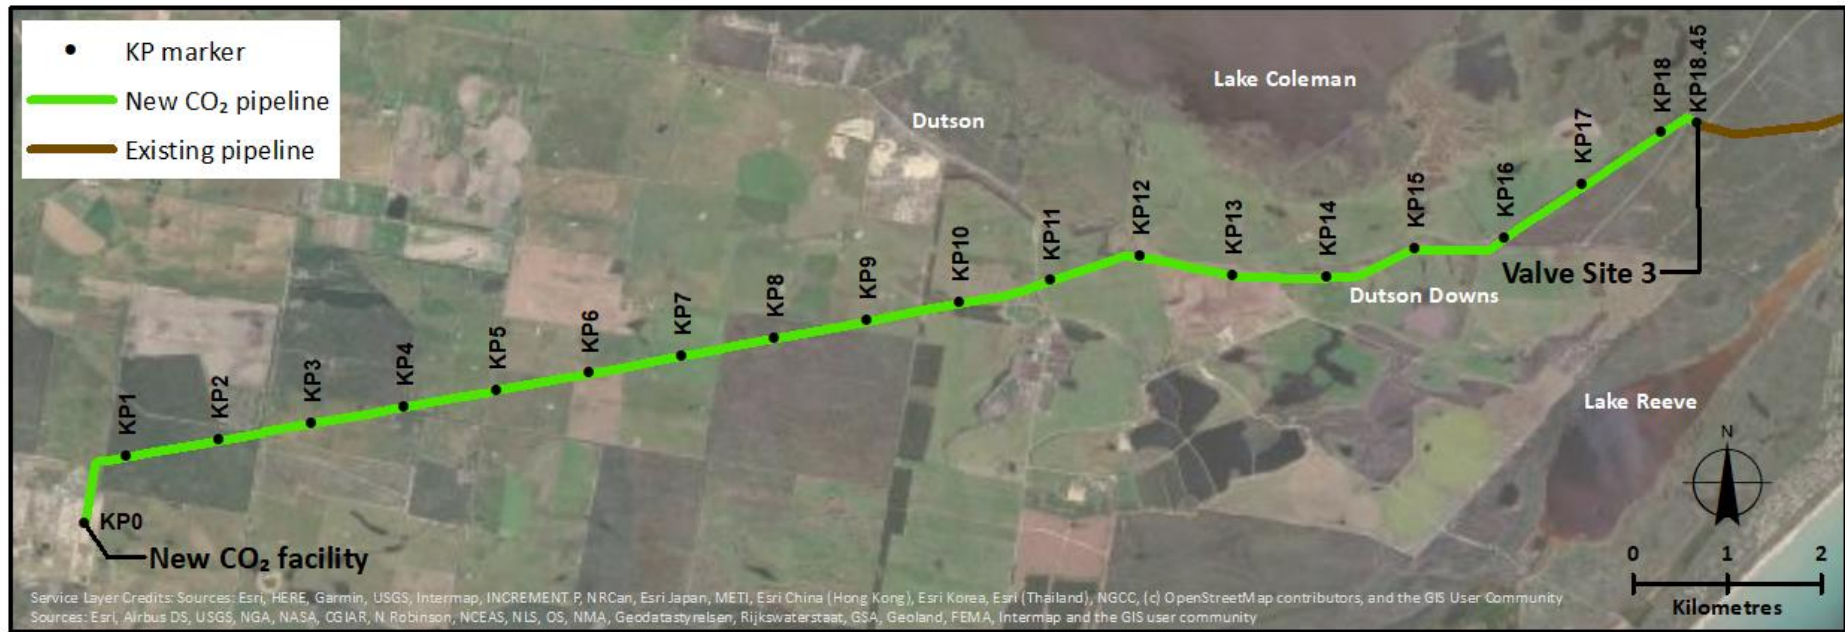 KP marker
New CO₂ pipeline
Existing pipeline
Lake Coleman
Dutson
KP18
KP18.45
KP17
KP16
KP15
KP14
KP13
KP12
KP11
KP10
KP9
KP8
KP7
KP6
KP5
KP4
KP3
KP2
KP1
KP0
New CO₂ facility
Valve Site 3
Dutson Downs
Lake Reeve
N
0 1 2
Kilometres
Service Layer Credits: Sources: Esri, HERE, Garmin, USGS, Intermap, INCREMENT P, NRCan, Esri Japan, METI, Esri China (Hong Kong), Esri Korea, Esri (Thailand), NGCC, (c) OpenStreetMap contributors, and the GIS User Community
Sources: Esri, Airbus DS, USGS, NGA, NASA, CGIAR, N Robinson, NCEAS, NLS, OS, NMA, Geodatastyrelsen, Rijkswaterstaat, GSA, Geoland, FEMA, Intermap and the GIS user community